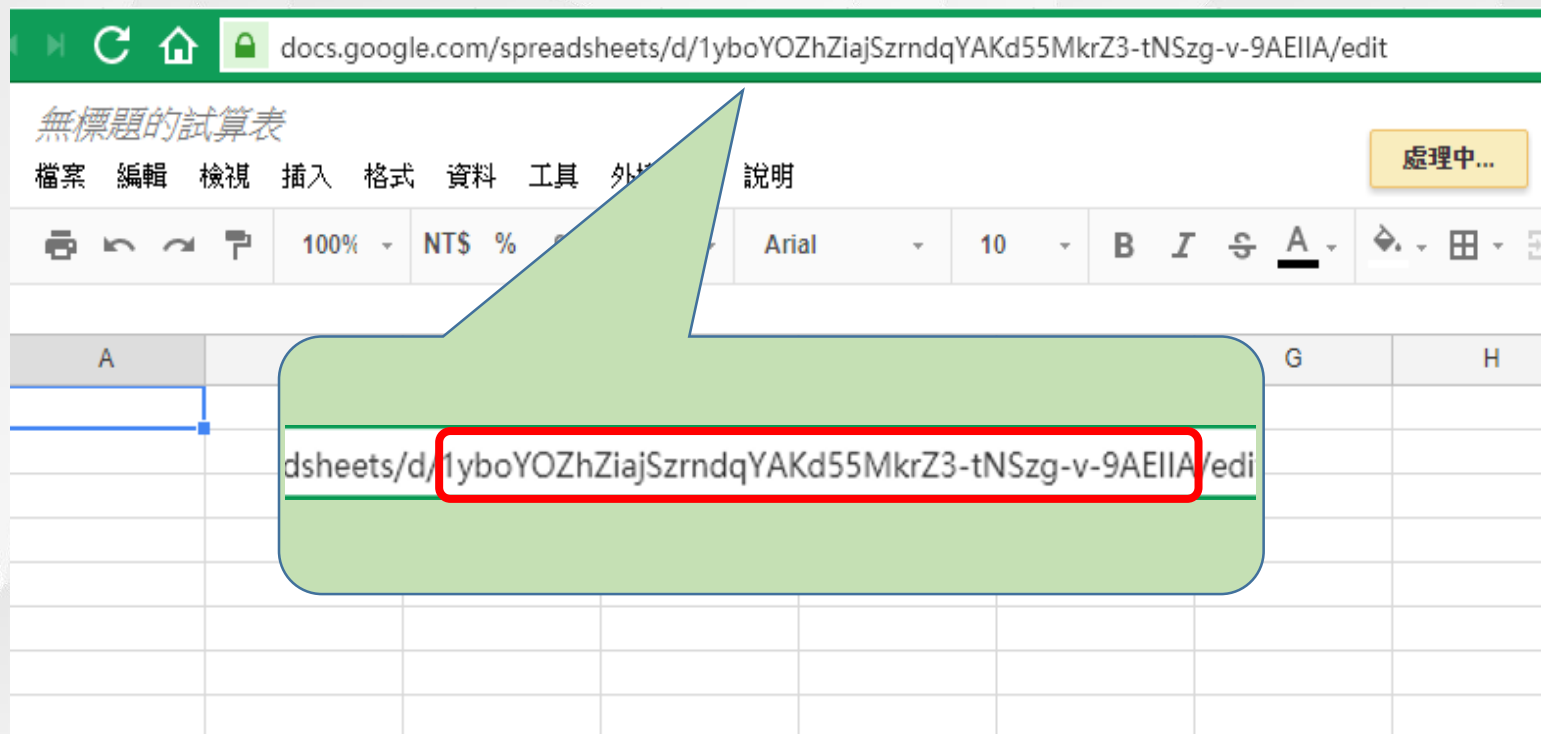 docs.google.com/spreadsheets/d/1yboYOZhZiajSzrndqYAKd55MkrZ3-tNSzg-v-9AEIIA/edit
無標題的試算表
檔案 編輯 檢視 插入 格式 資料 工具 說明
處理中...
100% NT$ % Arial 10 B I S A
A G H
dsheets/d/1yboYOZhZiajSzrndqYAKd55MkrZ3-tNSzg-v-9AEIIA/edi